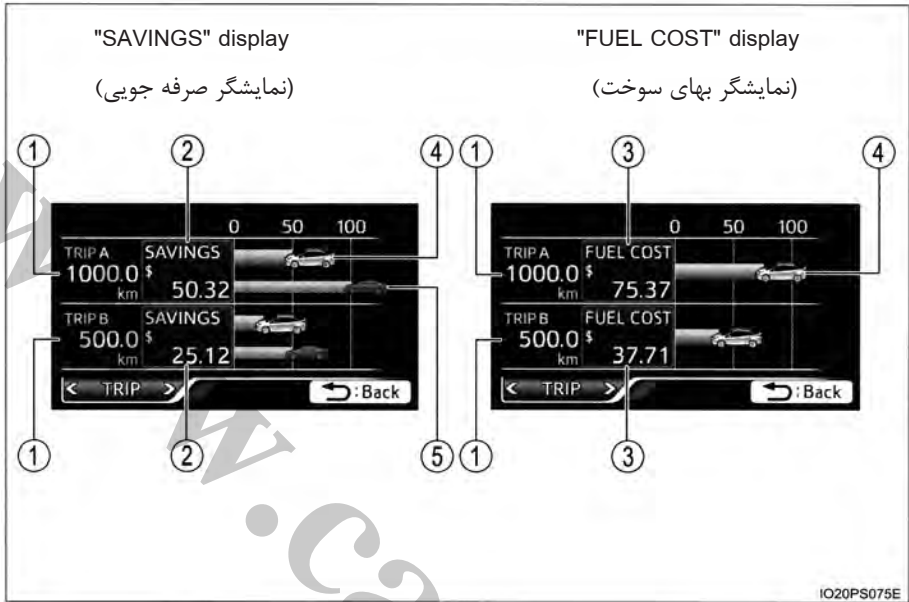 "SAVINGS" display
(نمایشگر صرفه جویی)
1 2 4
0 50 100
TRIP A SAVINGS
1000.0 $
km 50.32
TRIP B SAVINGS
500.0 $
km 25.12
< TRIP > :Back
1 2 5
"FUEL COST" display
(نمایشگر بهای سوخت)
1 3 4
0 50 100
TRIP A FUEL COST
1000.0 $
km 75.37
TRIP B FUEL COST
500.0 $
km 37.71
< TRIP > :Back
1 3
IO20PS075E
w w.ca